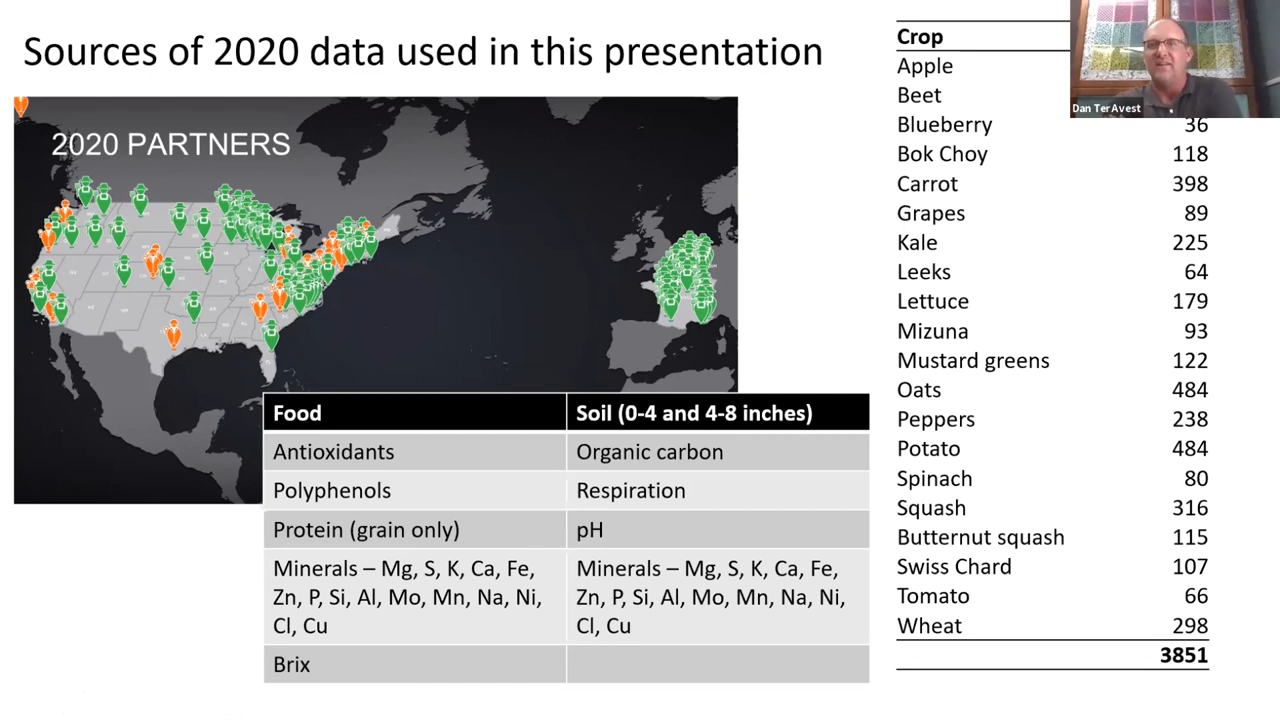 Sources of 2020 data used in this presentation
2020 PARTNERS
Food Soil (0-4 and 4-8 inches)
Antioxidants Organic carbon
Polyphenols Respiration
Protein (grain only) pH
Minerals – Mg, S, K, Ca, Fe, Minerals – Mg, S, K, Ca, Fe,
Zn, P, Si, Al, Mo, Mn, Na, Ni, Zn, P, Si, Al, Mo, Mn, Na, Ni,
Cl, Cu Cl, Cu
Brix
Crop
Apple
Beet
Blueberry 36
Bok Choy 118
Carrot 398
Grapes 89
Kale 225
Leeks 64
Lettuce 179
Mizuna 93
Mustard greens 122
Oats 484
Peppers 238
Potato 484
Spinach 80
Squash 316
Butternut squash 115
Swiss Chard 107
Tomato 66
Wheat 298
3851
Dan TerAvest